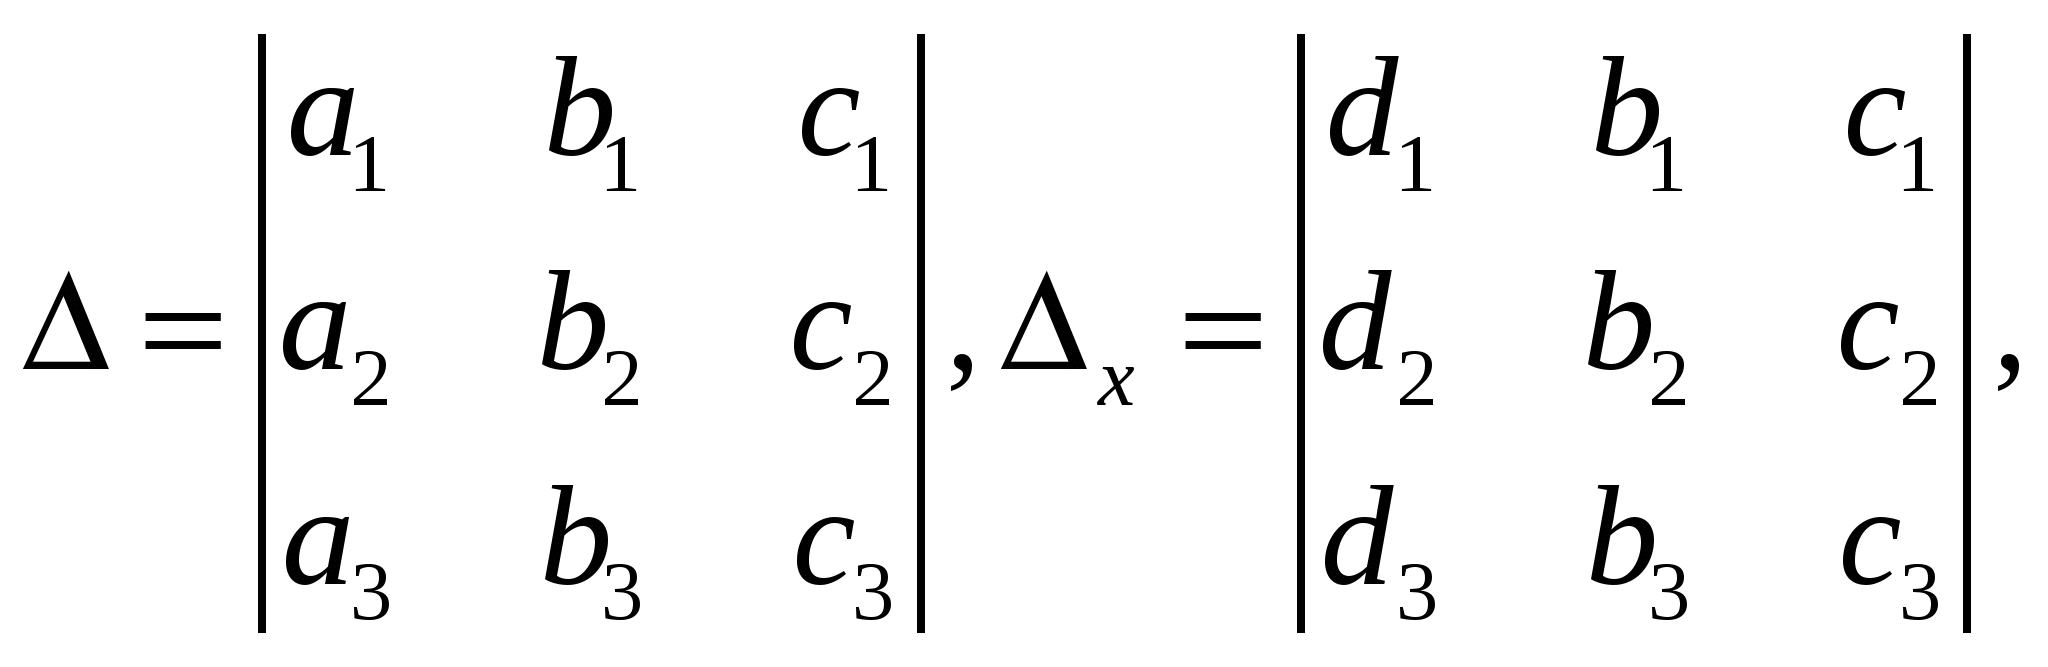 a₁ b₁ c₁ d₁ b₁ c₁
Δ = a₂ b₂ c₂ , Δₓ = d₂ b₂ c₂ ,
a₃ b₃ c₃ d₃ b₃ c₃